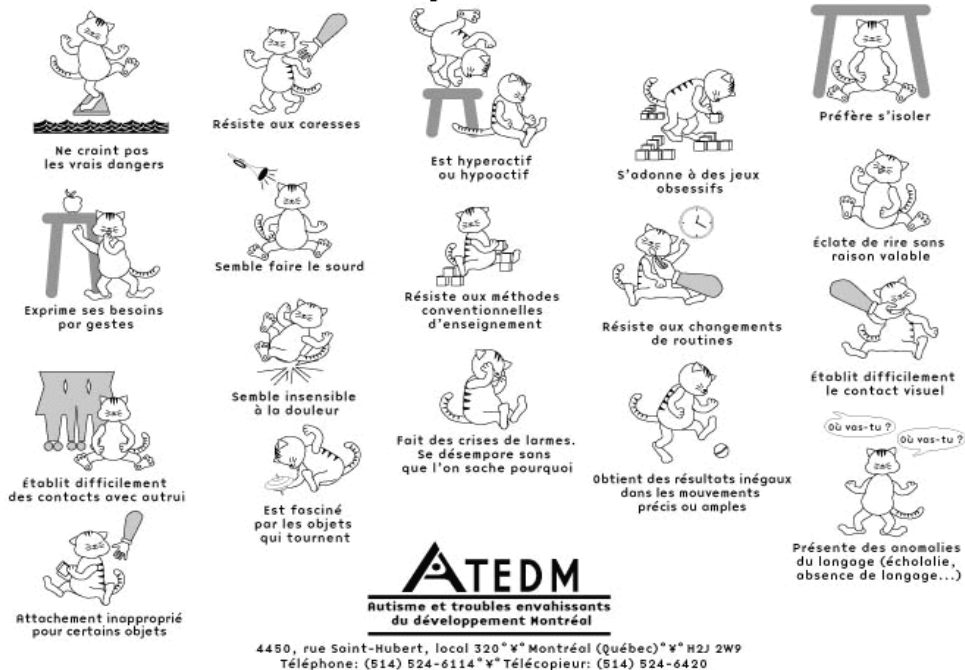 Ne craint pas
les vrais dangers
Résiste aux caresses
Est hyperactif
ou hypoactif
S'adonne à des jeux
obsessifs
Préfère s'isoler
Exprime ses besoins
par gestes
Semble faire le sourd
Résiste aux méthodes
conventionnelles
d'enseignement
Résiste aux changements
de routines
Éclate de rire sans
raison valable
Établit difficilement
des contacts avec autrui
Semble insensible
à la douleur
Fait des crises de larmes.
Se désempare sans
que l'on sache pourquoi
Obtient des résultats inégaux
dans les mouvements
précis ou amples
Établit difficilement
le contact visuel
Attachement inapproprié
pour certains objets
Est fasciné
par les objets
qui tournent
Où vas-tu ?
Où vas-tu ?
Présente des anomalies
du langage (écholalie,
absence de langage...)
ATEDM
Autisme et troubles envahissants
du développement Montréal
4450, rue Saint-Hubert, local 320°¥°Montréal (Québec)°¥°H2J 2W9
Téléphone: (514) 524-6114°¥°Télécopieur: (514) 524-6420